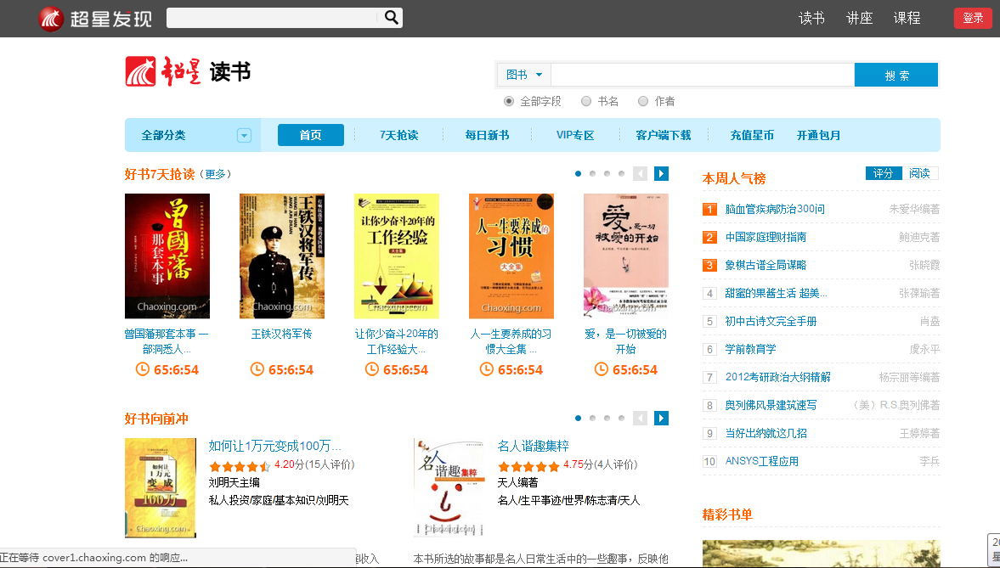 超星发现
读书 讲座 课程 登录
超星 读书
图书 搜 索
全部字段 书名 作者
全部分类 首页 7天抢读 每日新书 VIP专区 客户端下载 充值星币 开通包月
好书7天抢读（更多）
曾國藩
那套本事
Chaoxing.com
王铁汉将军传
Chaoxing.com
让你少奋斗20年的
工作经验
大全集
Chaoxing.com
人一生要养成的
习惯
大全集
Chaoxing.com
爱，是一切
被爱的开始
Chaoxing.com
曾国藩那套本事 一
部洞悉人...
65:6:54
王铁汉将军传
65:6:54
让你少奋斗20年的
工作经验大...
65:6:54
人一生要养成的习
惯大全集 ...
65:6:54
爱，是一切被爱的
开始
65:6:54
好书向前冲
如何让
1万元
变成
100万
Chaoxing.com
如何让1万元变成100万...
4.20分(15人评价)
刘明天主编
私人投资/家庭/基本知识/刘明天
名人
谐趣集粹
Chaoxing.com
名人谐趣集粹
4.75分(4人评价)
天人编著
名人/生平事迹/世界/陈志清/天人
收入
本书所选的故事都是名人日常生活中的一些趣事，反映他
本周人气榜 评分 阅读
1 脑血管疾病防治300问 朱爱华编著
2 中国家庭理财指南 鲍迪克著
3 象棋古谱全局谋略 张晓霞
4 甜蜜的果酱生活 超美... 张葆瑜著
5 初中古诗文完全手册 肖盍
6 学前教育学 虞永平
7 2012考研政治大纲精解 杨宗丽等编著
8 奥列佛风景建筑速写 （美）R.S.奥列佛著
9 当好出纳就这几招 王婷婷著
10 ANSYS工程应用 李兵
精彩书单
正在等待 cover1.chaoxing.com 的响应...
20
星